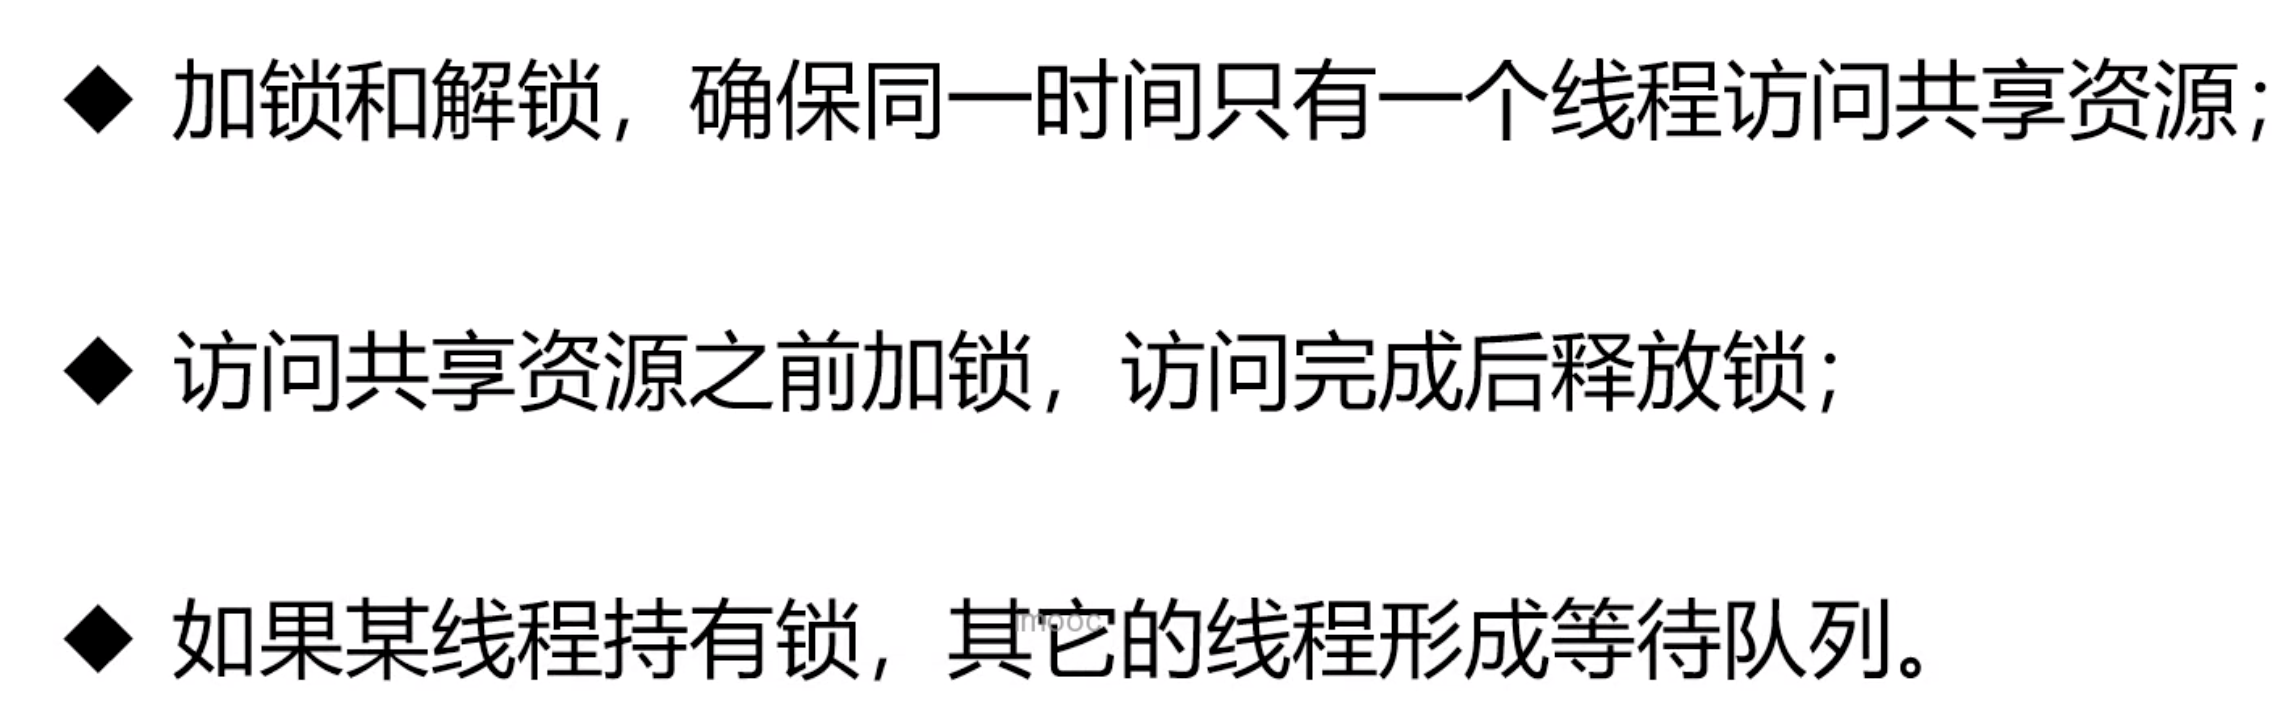 ◆ 加锁和解锁，确保同一时间只有一个线程访问共享资源；
◆ 访问共享资源之前加锁，访问完成后释放锁；
◆ 如果某线程持有锁，其它的线程形成等待队列。
imooc